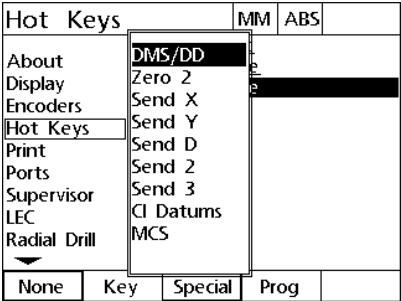 Hot Keys MM ABS
About
Display
Encoders
Hot Keys
Print
Ports
Supervisor
LEC
Radial Drill
DMS/DD
Zero 2
Send X
Send Y
Send D
Send 2
Send 3
Cl Datums
MCS
None Key Special Prog